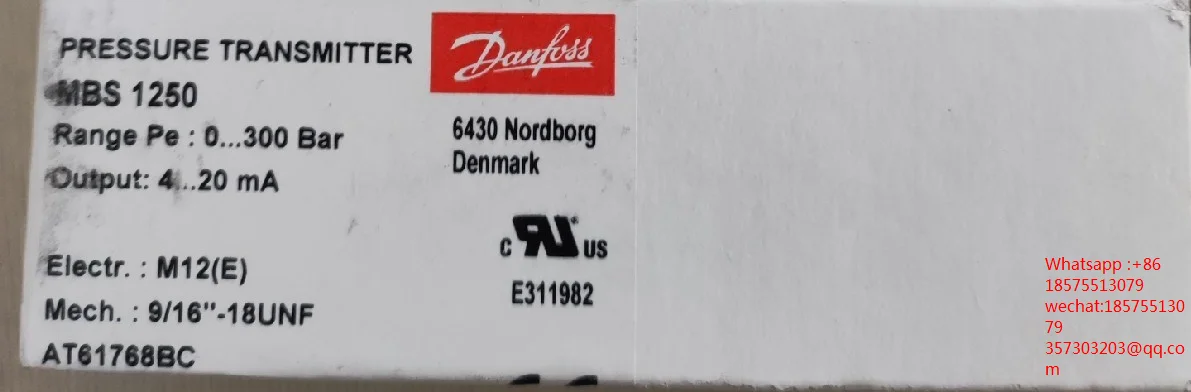 PRESSURE TRANSMITTER
MBS 1250
Range Pe : 0...300 Bar
Output: 4...20 mA
Electr. : M12(E)
Mech. : 9/16"-18UNF
AT61768BC
Danfoss
6430 Nordborg
Denmark
c RU US
E311982
Whatsapp :+86
18575513079
wechat:185755130
79
357303203@qq.co
m